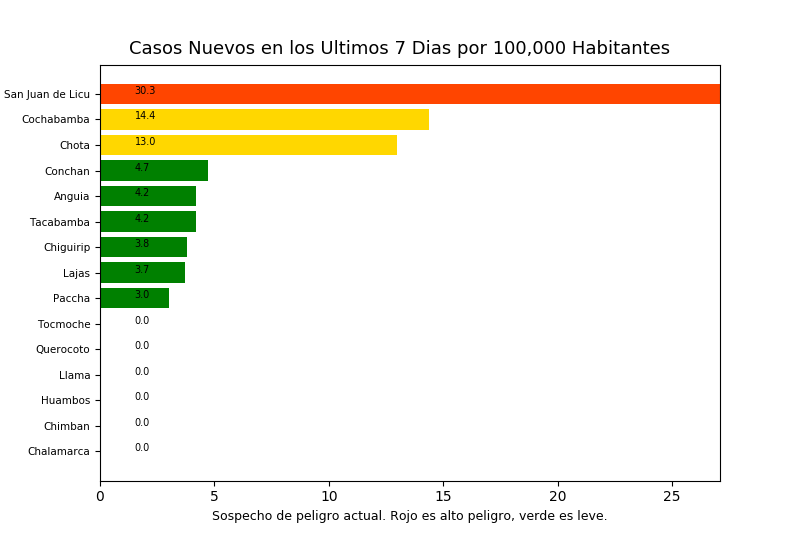 Casos Nuevos en los Ultimos 7 Dias por 100,000 Habitantes
San Juan de Licu 30.3
Cochabamba 14.4
Chota 13.0
Conchan 4.7
Anguia 4.2
Tacabamba 4.2
Chiguirip 3.8
Lajas 3.7
Paccha 3.0
Tocmoche 0.0
Querocoto 0.0
Llama 0.0
Huambos 0.0
Chimban 0.0
Chalamarca 0.0
0 5 10 15 20 25
Sospecho de peligro actual. Rojo es alto peligro, verde es leve.